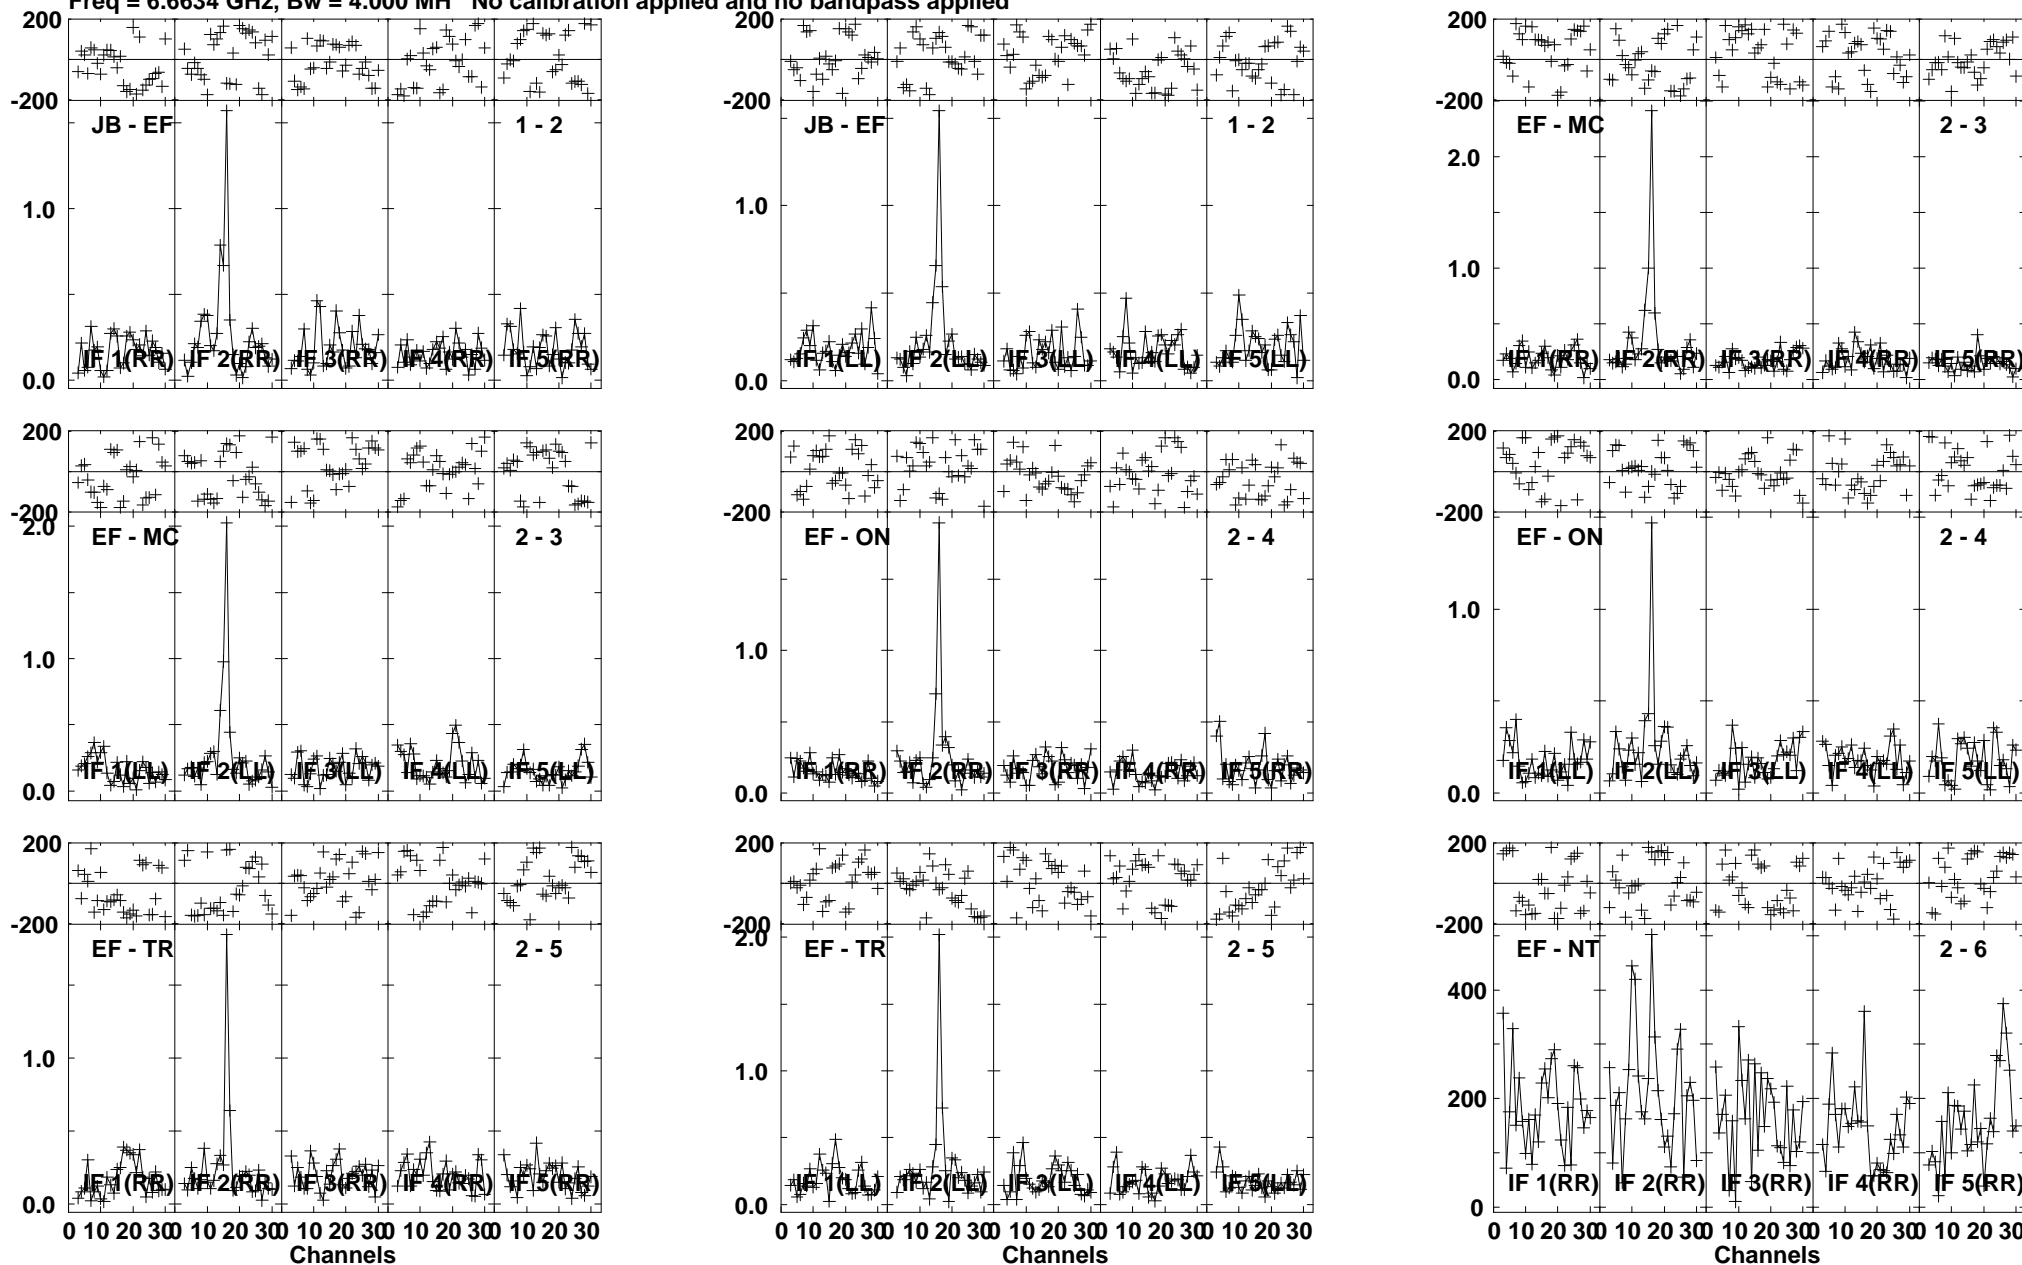 Freq = 6.6634 GHz, Bw = 4.000 MH No calibration applied and no bandpass applied
200
-200
JB - EF 1 - 2
1.0
0.0
IF 1(RR) IF 2(RR) IF 3(RR) IF 4(RR) IF 5(RR)
JB - EF 1 - 2
1.0
0.0
IF 1(LL) IF 2(LL) IF 3(LL) IF 4(LL) IF 5(LL)
200
-200
EF - MC 2 - 3
2.0
1.0
0.0
IF 1(RR) IF 2(RR) IF 3(RR) IF 4(RR) IF 5(RR)
200
-200
2.0
EF - MC 2 - 3
1.0
0.0
IF 1(LL) IF 2(LL) IF 3(LL) IF 4(LL) IF 5(LL)
EF - ON 2 - 4
200
-200
1.0
0.0
IF 1(RR) IF 2(RR) IF 3(RR) IF 4(RR) IF 5(RR)
200
-200
EF - ON 2 - 4
1.0
0.0
IF 1(LL) IF 2(LL) IF 3(LL) IF 4(LL) IF 5(LL)
200
-200
EF - TR 2 - 5
1.0
0.0
IF 1(RR) IF 2(RR) IF 3(RR) IF 4(RR) IF 5(RR)
0 10 20 30 0 10 20 30 0 10 20 30 0 10 20 30 0 10 20 30
Channels
200
-200
2.0
EF - TR 2 - 5
1.0
0.0
IF 1(LL) IF 2(LL) IF 3(LL) IF 4(LL) IF 5(LL)
0 10 20 30 0 10 20 30 0 10 20 30 0 10 20 30 0 10 20 30
Channels
200
-200
EF - NT 2 - 6
400
200
0
IF 1(RR) IF 2(RR) IF 3(RR) IF 4(RR) IF 5(RR)
0 10 20 30 0 10 20 30 0 10 20 30 0 10 20 30 0 10 20 30
Channels